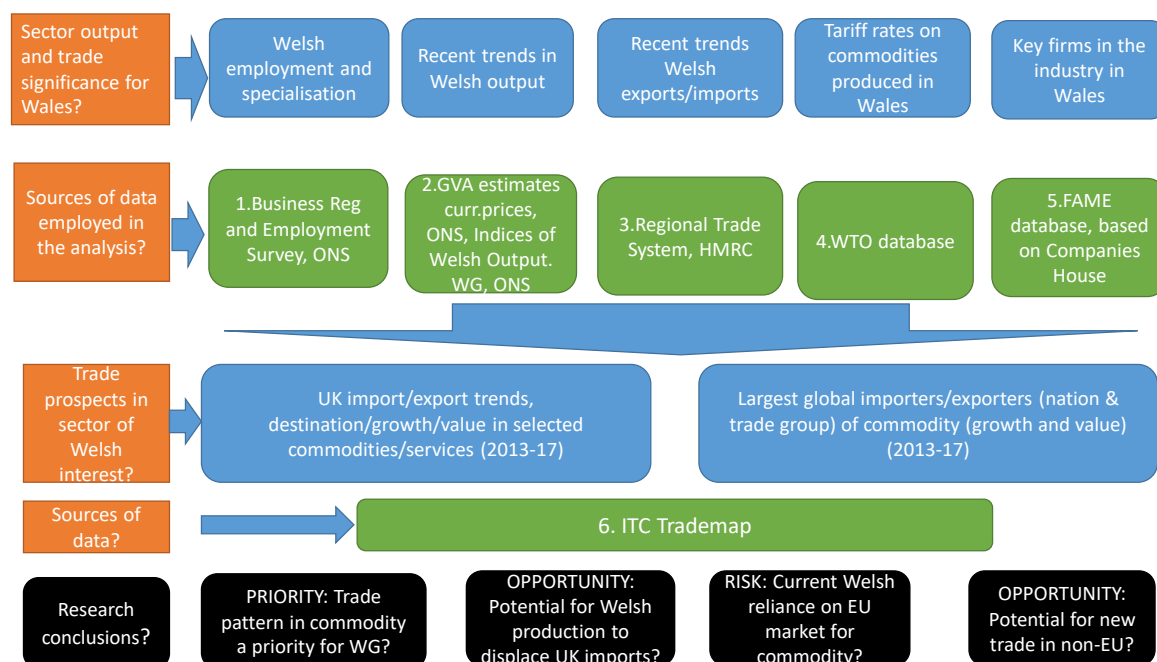 Sector output
and trade
significance for
Wales?
Welsh
employment and
specialisation
Recent trends in
Welsh output
Recent trends
Welsh
exports/imports
Tariff rates on
commodities
produced in
Wales
Key firms in the
industry in
Wales
Sources of data
employed in
the analysis?
1.Business Reg
and Employment
Survey, ONS
2.GVA estimates
curr.prices,
ONS, Indices of
Welsh Output.
WG, ONS
3.Regional Trade
System, HMRC
4.WTO database
5.FAME
database, based
on Companies
House
Trade
prospects in
sector of
Welsh
interest?
UK import/export trends,
destination/growth/value in selected
commodities/services (2013-17)
Largest global importers/exporters (nation &
trade group) of commodity (growth and value)
(2013-17)
Sources of
data?
6. ITC Trademap
Research
conclusions?
PRIORITY: Trade
pattern in commodity
a priority for WG?
OPPORTUNITY:
Potential for Welsh
production to
displace UK imports?
RISK: Current Welsh
reliance on EU
market for
commodity?
OPPORTUNITY:
Potential for new
trade in non-EU?